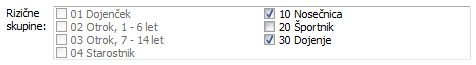 Rizične skupine:
01 Dojenček
02 Otrok, 1 - 6 let
03 Otrok, 7 - 14 let
04 Starostnik
10 Nosečnica
20 Športnik
30 Dojenje